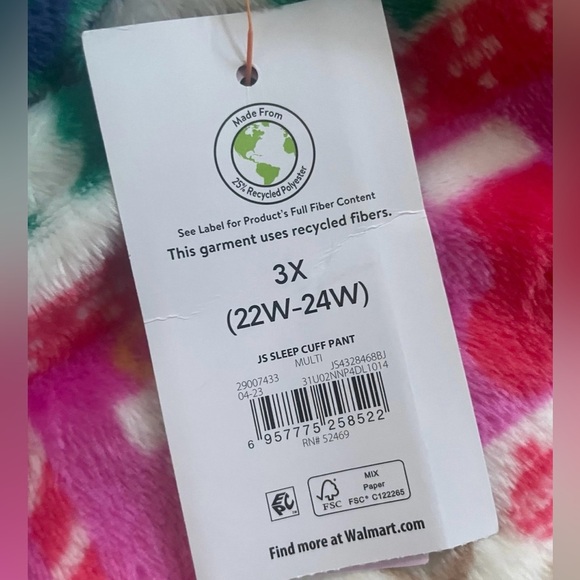 Made From
25% Recycled Polyester
See Label for Product's Full Fiber Content
This garment uses recycled fibers.
3X
(22W-24W)
JS SLEEP CUFF PANT
MULTI
29007433 JS4328468BJ
04-23 31U02NNP4DL1014
6 957775 258522
RN# 52469
EPC
FSC
MIX
Paper
FSC® C122265
Find more at Walmart.com